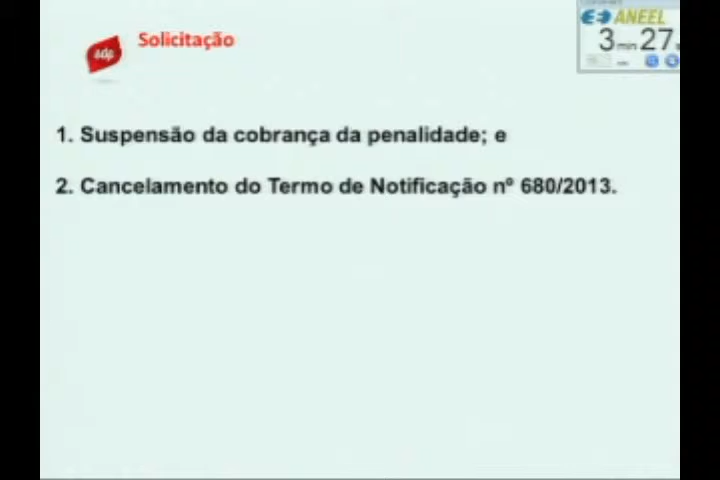 Solicitação
edp
ANEEL
3 min 27
1. Suspensão da cobrança da penalidade; e
2. Cancelamento do Termo de Notificação nº 680/2013.